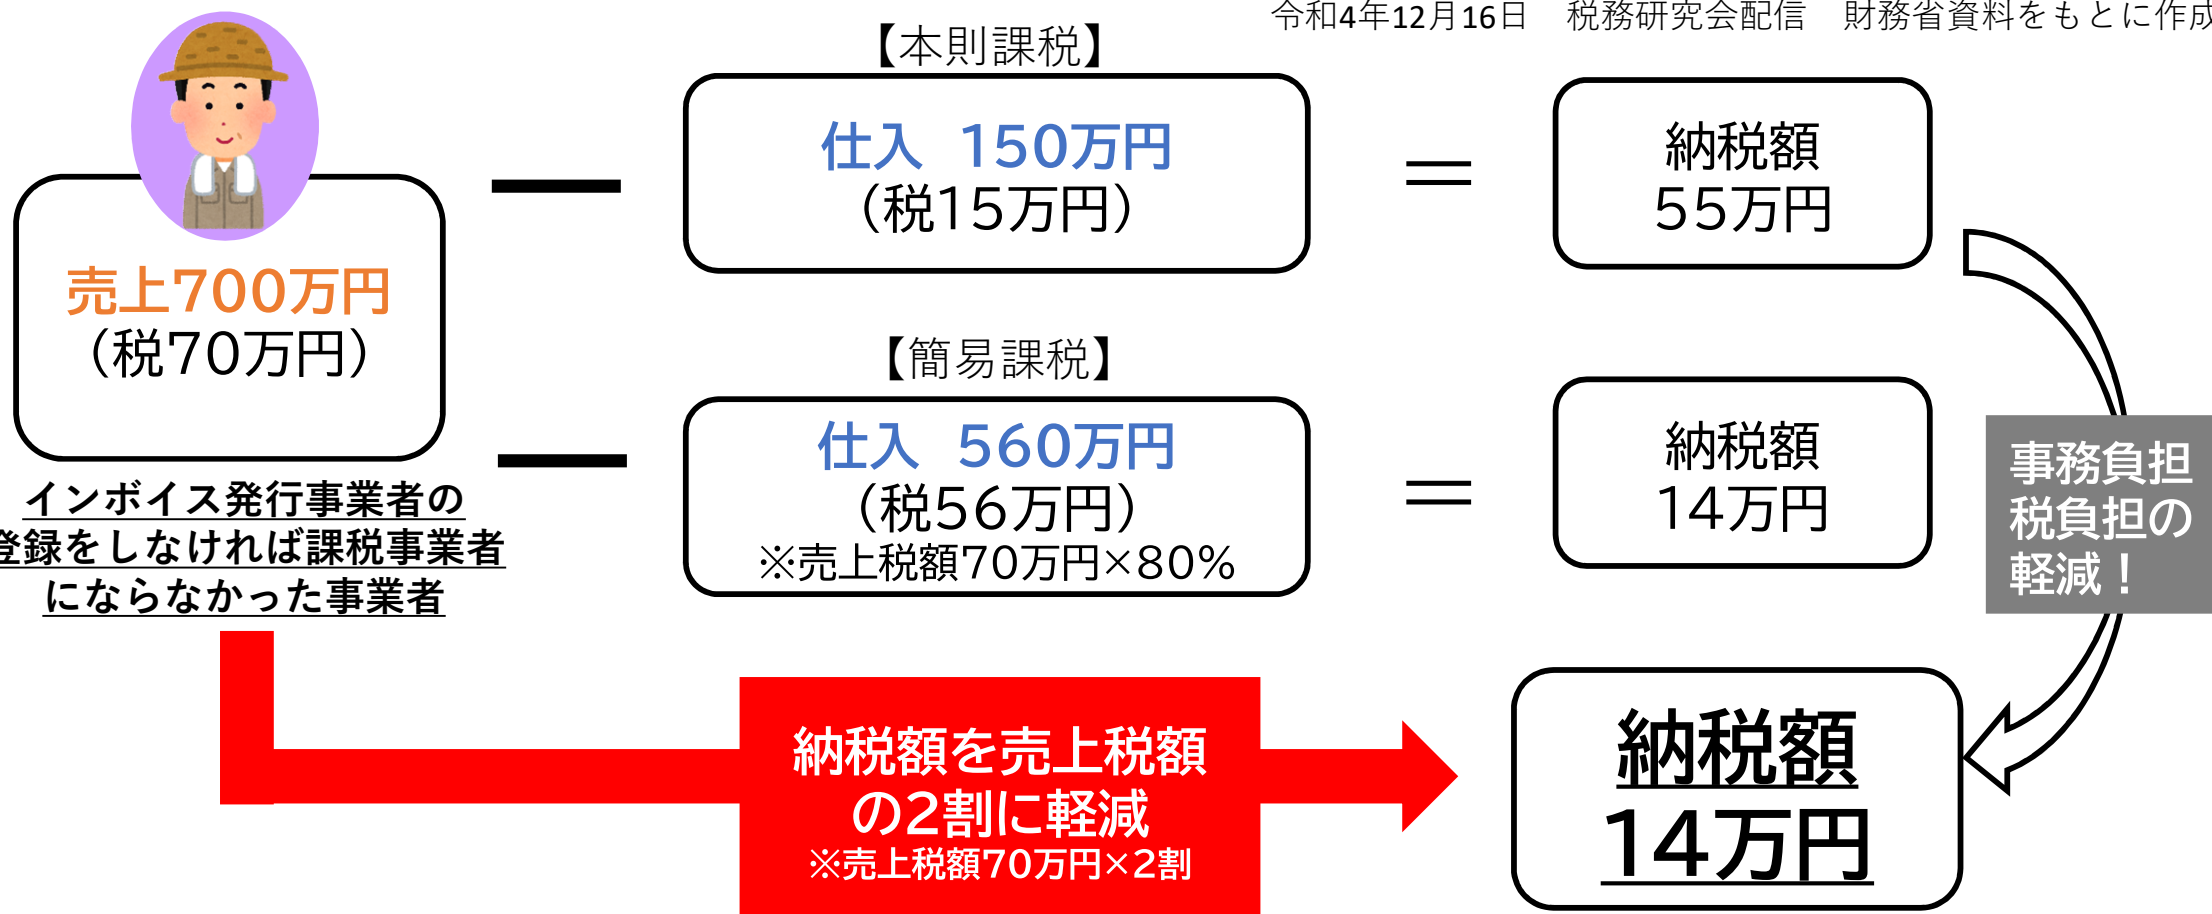 令和4年12月16日　税務研究会配信　財務省資料をもとに作成
【本則課税】
仕入　150万円
（税15万円）
＝
納税額
55万円
売上700万円
（税70万円）
【簡易課税】
仕入　560万円
（税56万円）
※売上税額70万円×80%
＝
納税額
14万円
インボイス発行事業者の
登録をしなければ課税事業者
にならなかった事業者
事務負担
税負担の
軽減！
納税額を売上税額
の2割に軽減
※売上税額70万円×2割
納税額
14万円